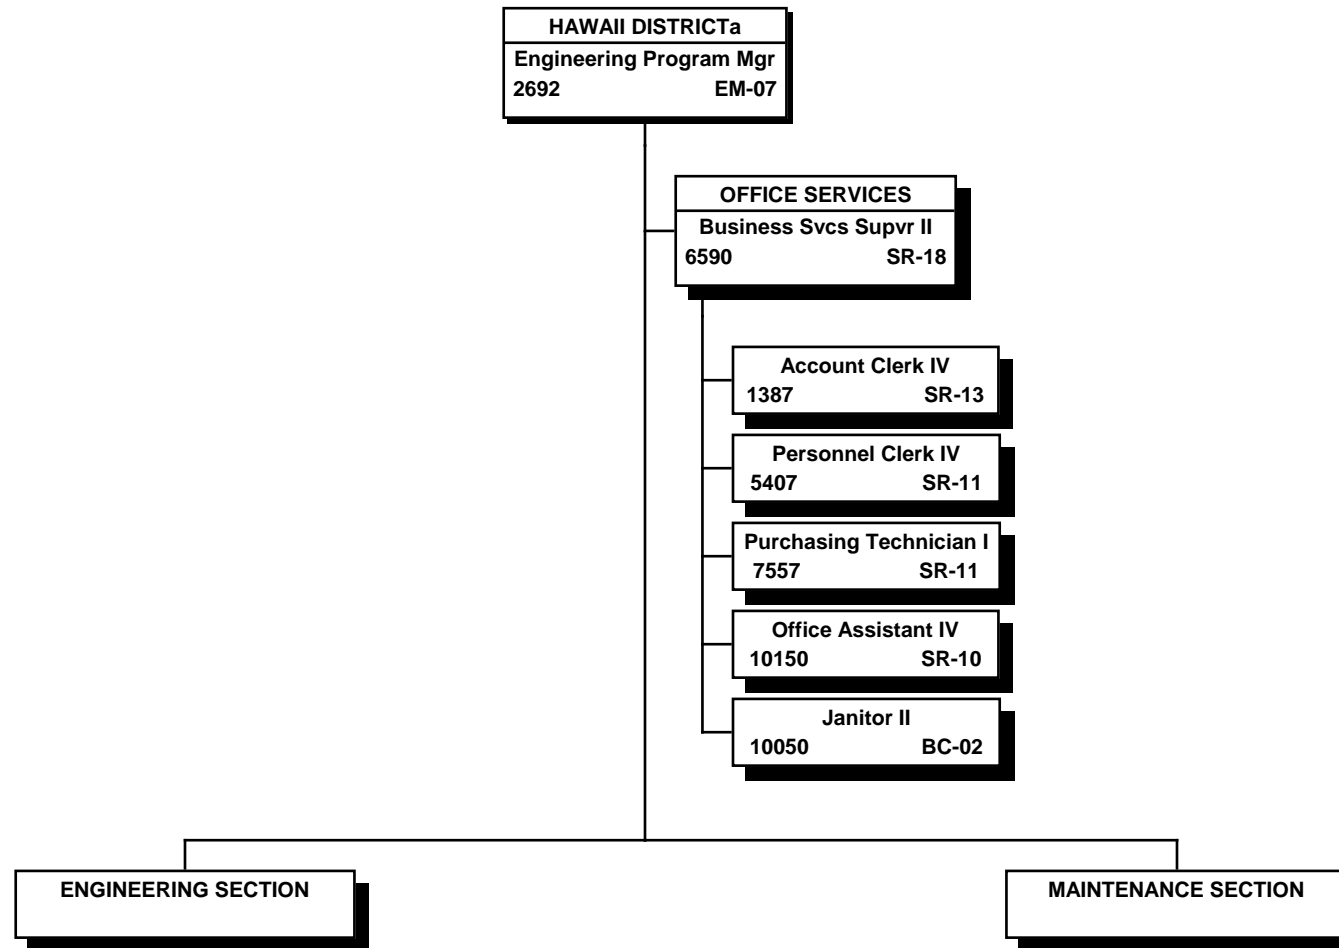 HAWAII DISTRICTa
Engineering Program Mgr
2692 EM-07
OFFICE SERVICES
Business Svcs Supvr II
6590 SR-18
Account Clerk IV
1387 SR-13
Personnel Clerk IV
5407 SR-11
Purchasing Technician I
7557 SR-11
Office Assistant IV
10150 SR-10
Janitor II
10050 BC-02
ENGINEERING SECTION
MAINTENANCE SECTION